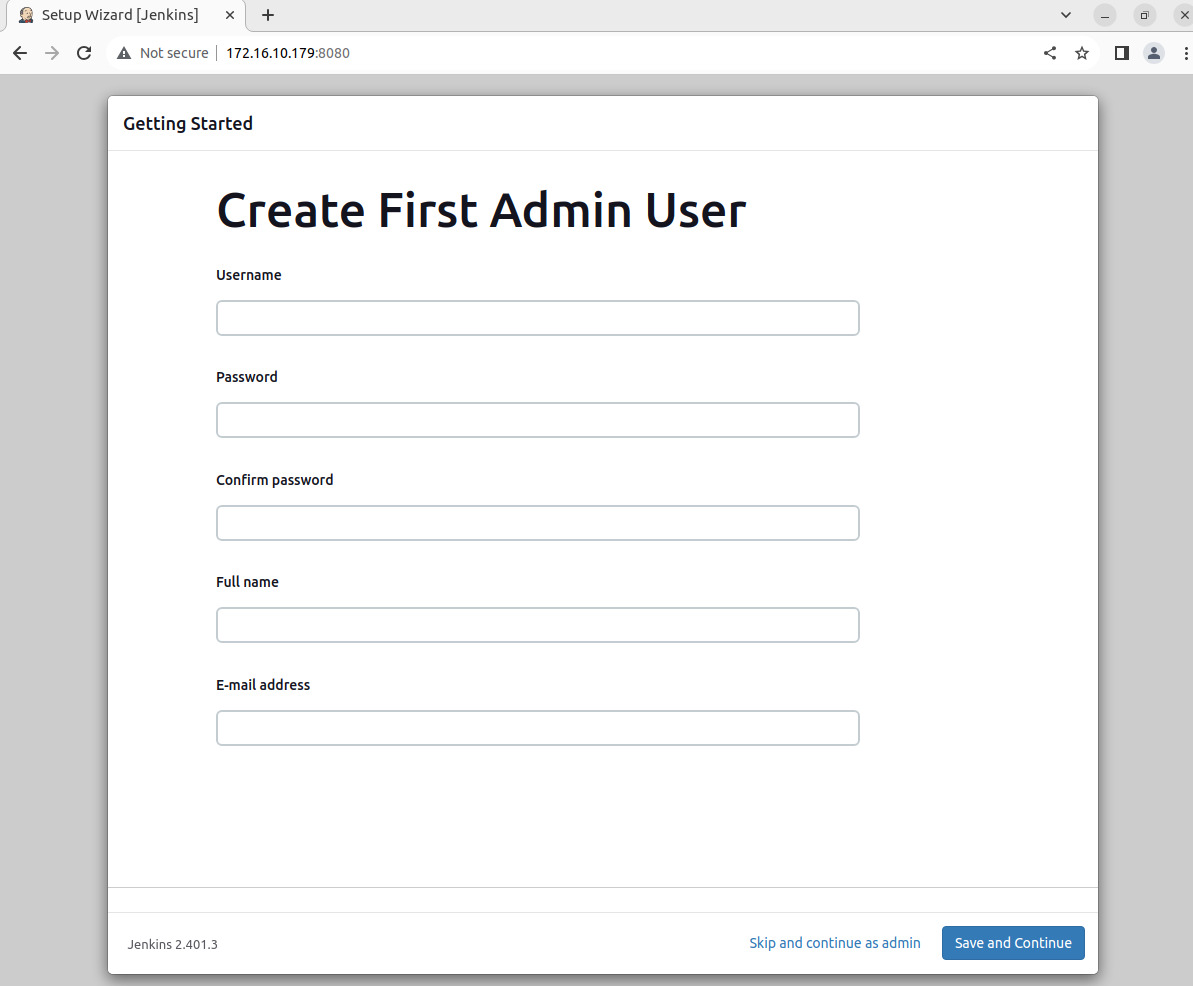 Setup Wizard [Jenkins]
Not secure 172.16.10.179:8080
Getting Started
Create First Admin User
Username
Password
Confirm password
Full name
E-mail address
Jenkins 2.401.3
Skip and continue as admin
Save and Continue